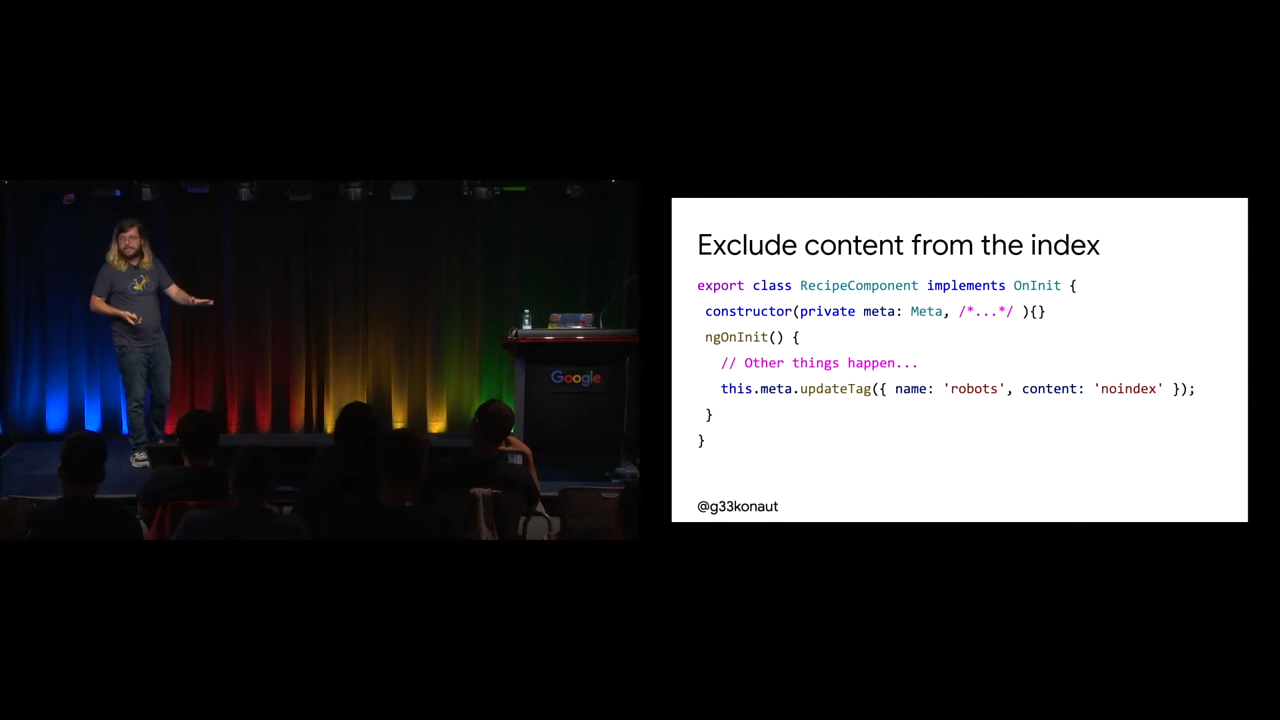 Google
Exclude content from the index
export class RecipeComponent implements OnInit {
constructor(private meta: Meta, /*...*/ ){}
ngOnInit() {
// Other things happen...
this.meta.updateTag({ name: 'robots', content: 'noindex' });
}
}
@g33konaut